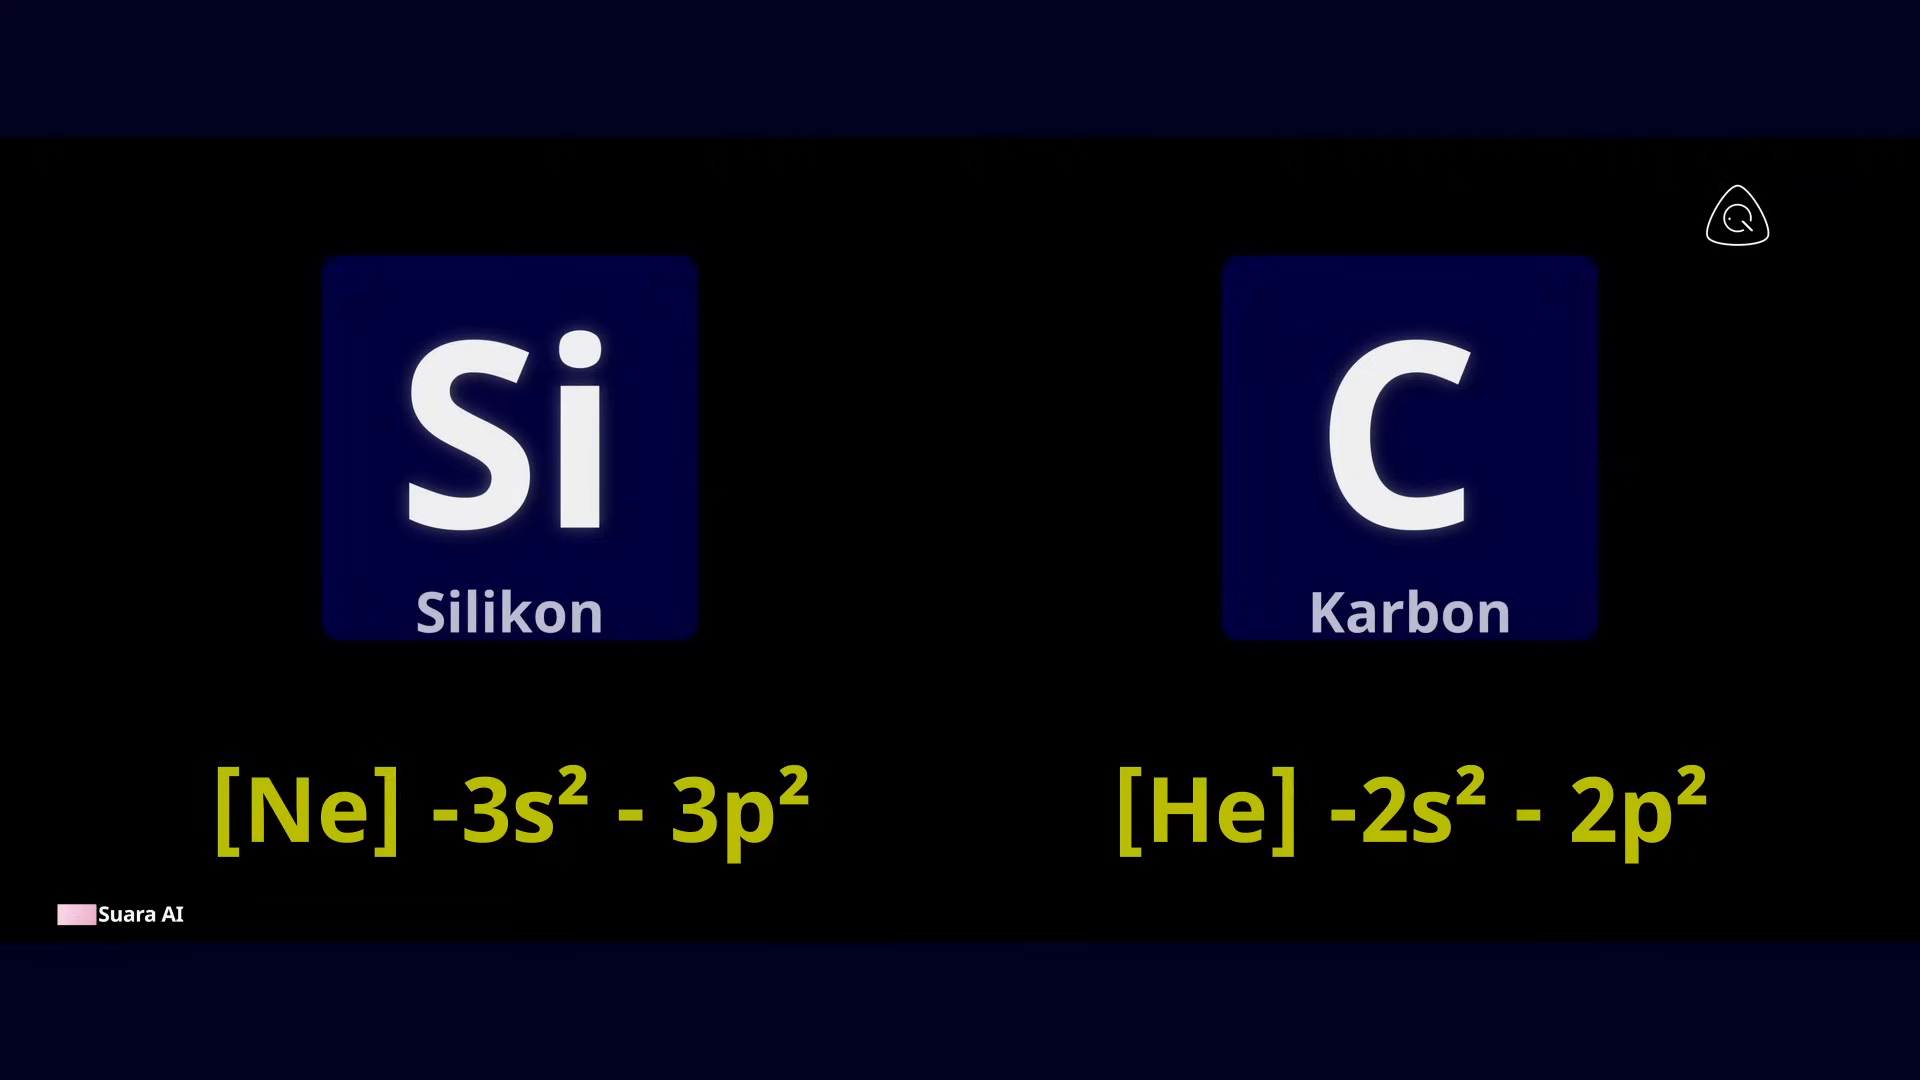 Si
Silikon
[Ne] -3s² - 3p²
C
Karbon
[He] -2s² - 2p²
Suara AI